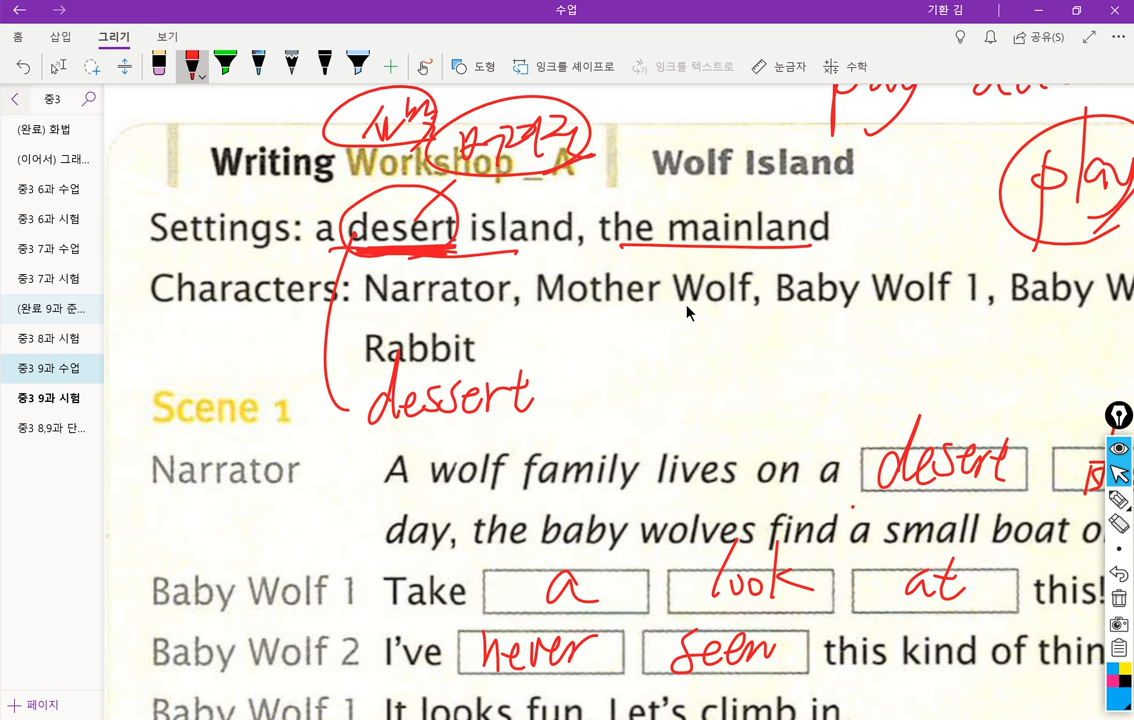 수업
기환 김
홈 삽입 그리기 보기
공유(S)
도형 잉크를 셰이프로 잉크를 텍스트로 눈금자 수학
중3
(완료) 화법
(이어서) 그래...
중3 6과 수업
중3 6과 시험
중3 7과 수업
중3 7과 시험
(완료 9과 준...
중3 8과 시험
중3 9과 수업
중3 9과 시험
중3 8,9과 단...
페이지
play
Writing Workshop _ A Wolf Island
Settings: a desert island, the mainland
Characters: Narrator, Mother Wolf, Baby Wolf 1, Baby W
Rabbit
dessert
Scene 1
Narrator A wolf family lives on a desert
day, the baby wolves find a small boat o
Baby Wolf 1 Take a look at this!
Baby Wolf 2 I've never seen this kind of thin
Baby Wolf 1 It looks fun. Let's climb in.